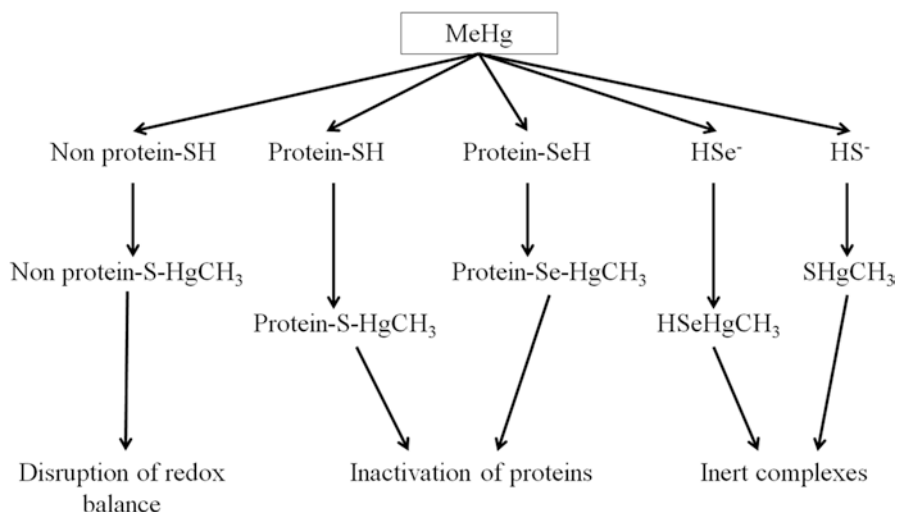 MeHg
Non protein-SH
Protein-SH
Protein-SeH
HSe⁻
HS⁻
Non protein-S-HgCH₃
Protein-Se-HgCH₃
SHgCH₃
Protein-S-HgCH₃
HSeHgCH₃
Disruption of redox
balance
Inactivation of proteins
Inert complexes